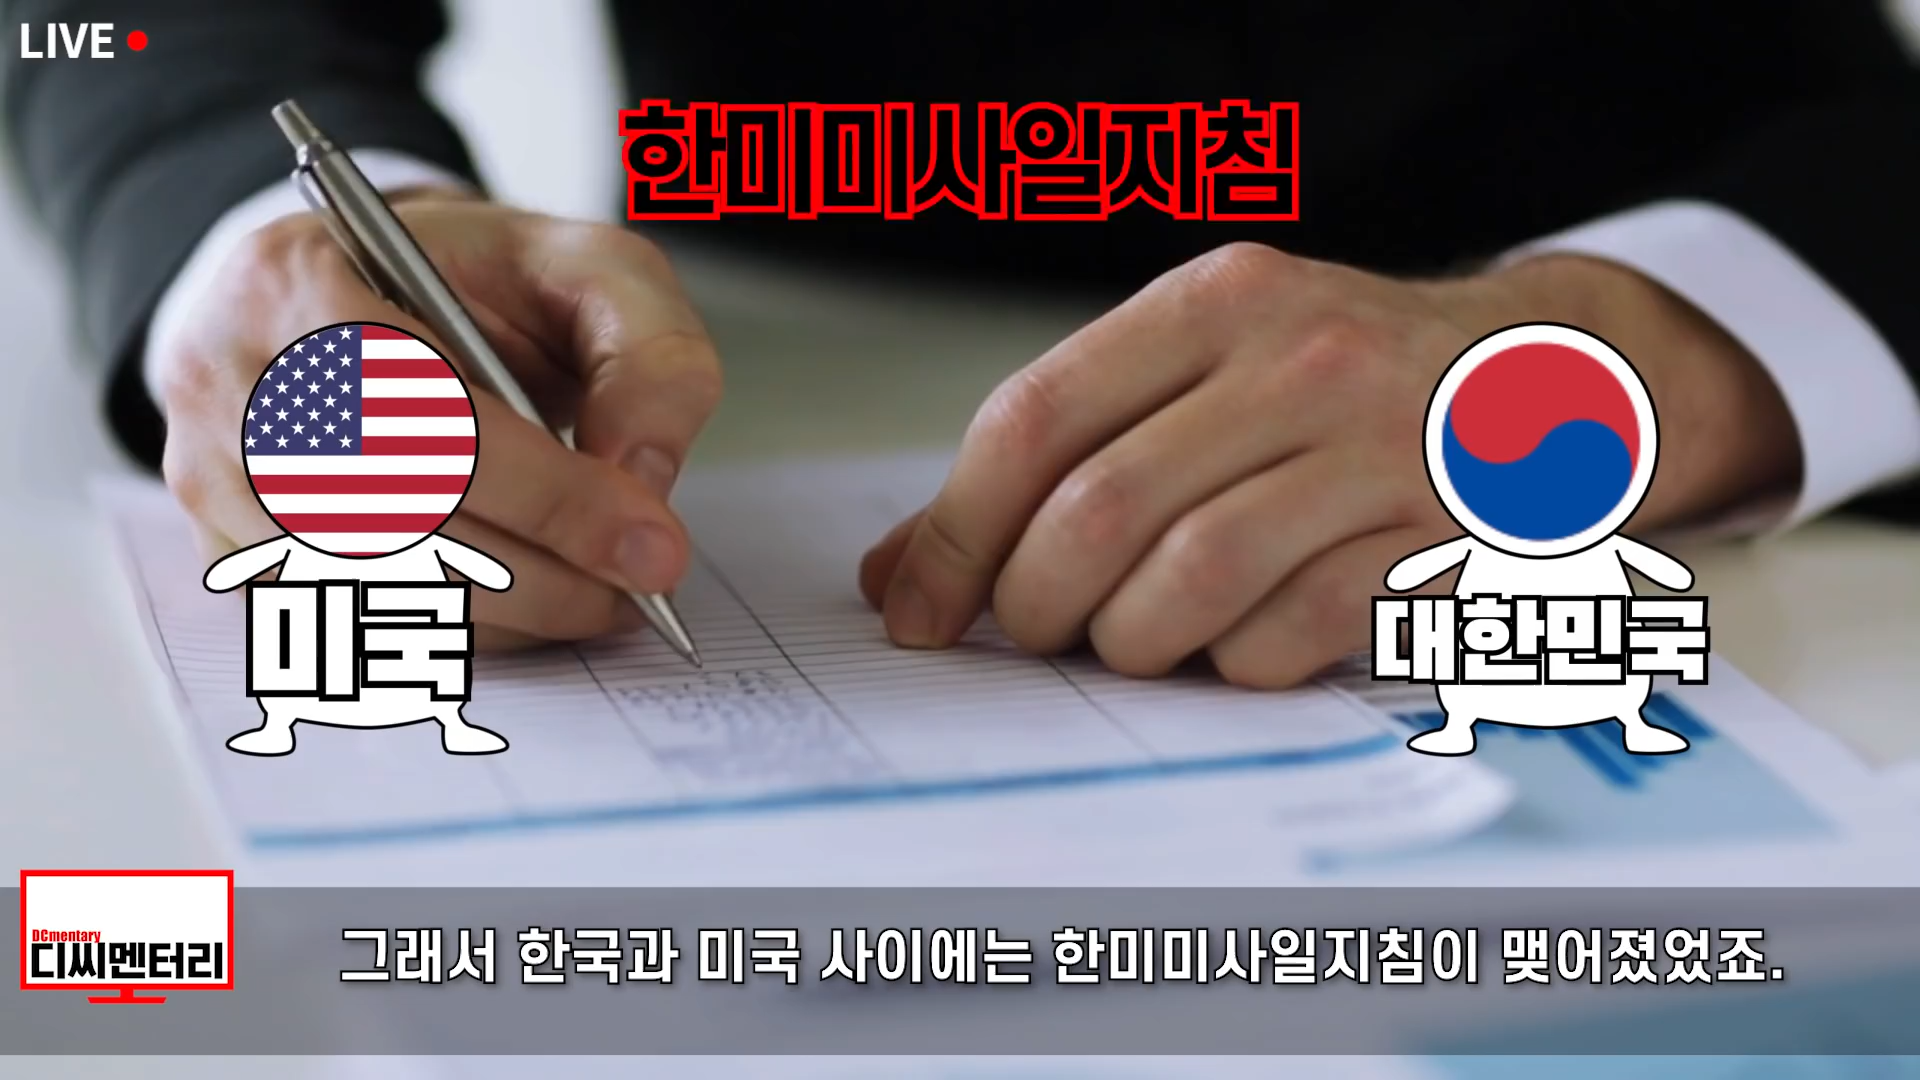 LIVE
한미미사일지침
미국
대한민국
DCmentary
디씨멘터리
그래서 한국과 미국 사이에는 한미미사일지침이 맺어졌었죠.